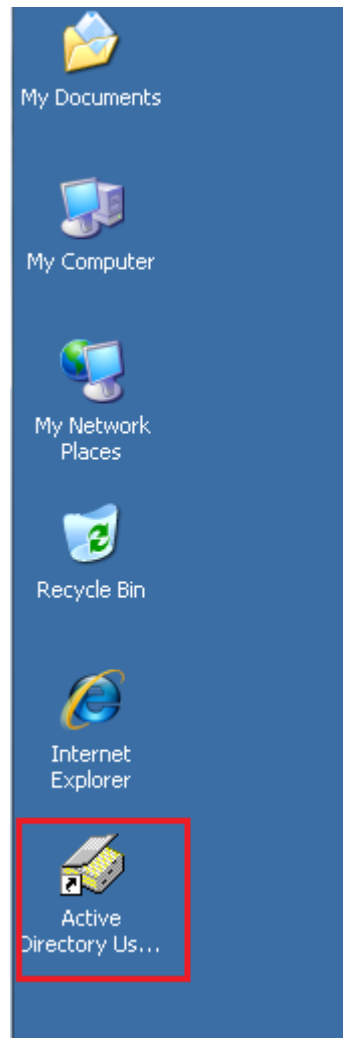 My Documents
My Computer
My Network
Places
Recycle Bin
Internet
Explorer
Active
Directory Us...